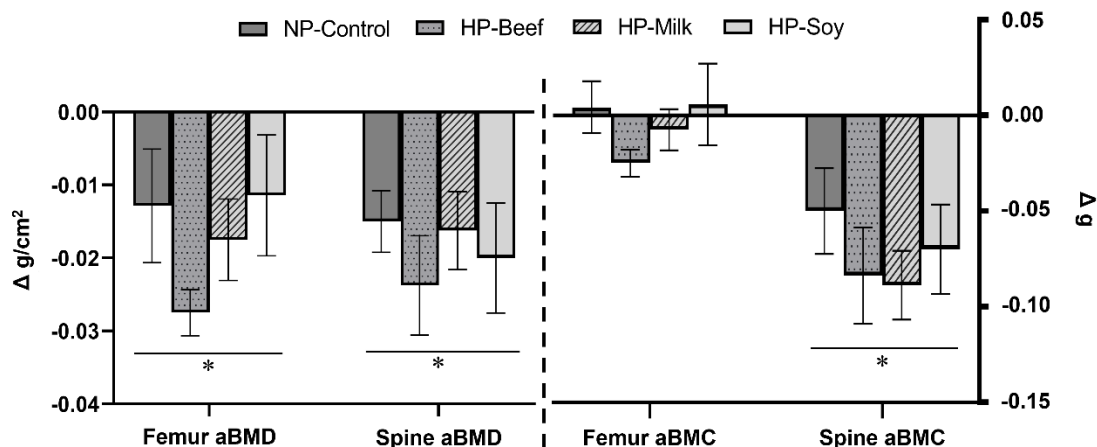 NP-Control HP-Beef HP-Milk HP-Soy
Δ g/cm²
0.00
-0.01
-0.02
-0.03
-0.04
* * *
Femur aBMD Spine aBMD Femur aBMC Spine aBMC
0.05
0.00
-0.05
-0.10
-0.15
Δ g